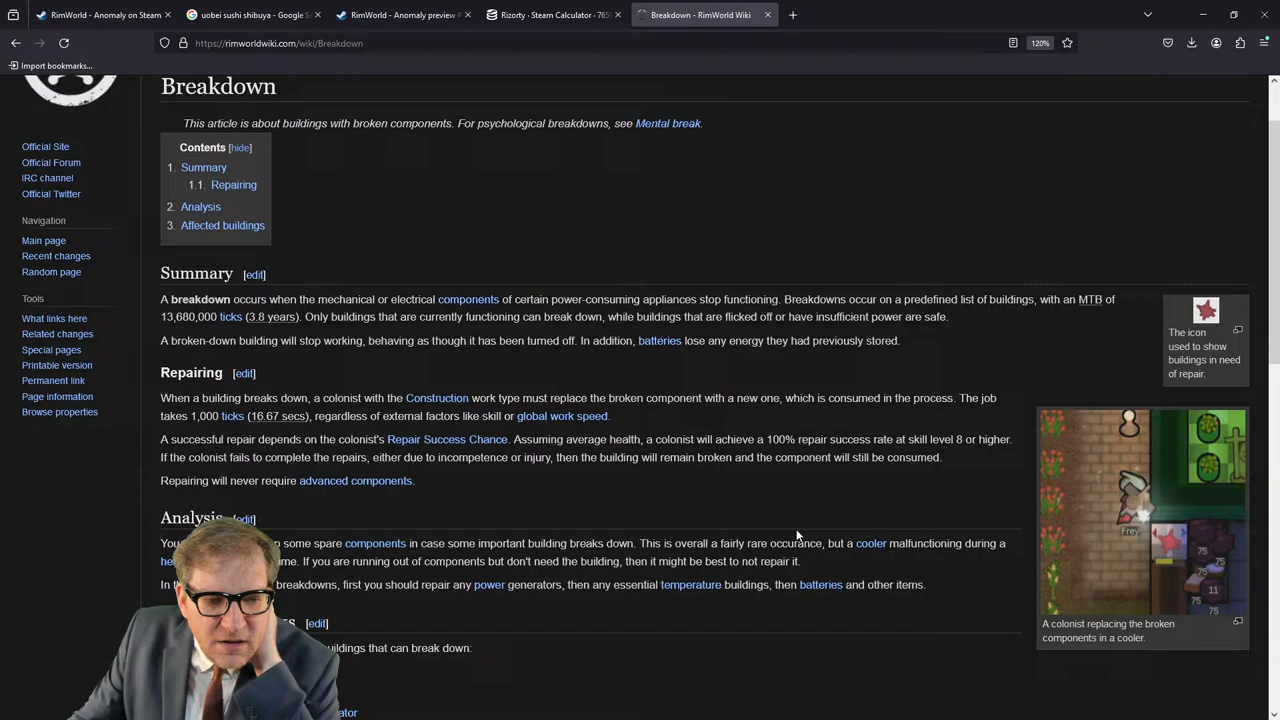 RimWorld - Anomaly on Steam
uobei sushi shibuya - Google Se
RimWorld - Anomaly preview #
Rizorty · Steam Calculator · 765
Breakdown - RimWorld Wiki
https://rimworldwiki.com/wiki/Breakdown
120%
Import bookmarks...
Official Site
Official Forum
IRC channel
Official Twitter
Navigation
Main page
Recent changes
Random page
Tools
What links here
Related changes
Special pages
Printable version
Permanent link
Page information
Browse properties
Breakdown
This article is about buildings with broken components. For psychological breakdowns, see Mental break.
Contents [hide]
1. Summary
1.1. Repairing
2. Analysis
3. Affected buildings
Summary [edit]
A breakdown occurs when the mechanical or electrical components of certain power-consuming appliances stop functioning. Breakdowns occur on a predefined list of buildings, with an MTB of
13,680,000 ticks (3.8 years). Only buildings that are currently functioning can break down, while buildings that are flicked off or have insufficient power are safe.
A broken-down building will stop working, behaving as though it has been turned off. In addition, batteries lose any energy they had previously stored.
The icon
used to show
buildings in need
of repair.
Repairing [edit]
When a building breaks down, a colonist with the Construction work type must replace the broken component with a new one, which is consumed in the process. The job
takes 1,000 ticks (16.67 secs), regardless of external factors like skill or global work speed.
A successful repair depends on the colonist's Repair Success Chance. Assuming average health, a colonist will achieve a 100% repair success rate at skill level 8 or higher.
If the colonist fails to complete the repairs, either due to incompetence or injury, then the building will remain broken and the component will still be consumed.
Repairing will never require advanced components.
Analysis [edit]
You some spare components in case some important building breaks down. This is overall a fairly rare occurance, but a cooler malfunctioning during a
he me. If you are running out of components but don't need the building, then it might be best to not repair it.
In th breakdowns, first you should repair any power generators, then any essential temperature buildings, then batteries and other items.
[edit]
uildings that can break down:
ator
Frey
75
75
75
11
75
75
A colonist replacing the broken
components in a cooler.